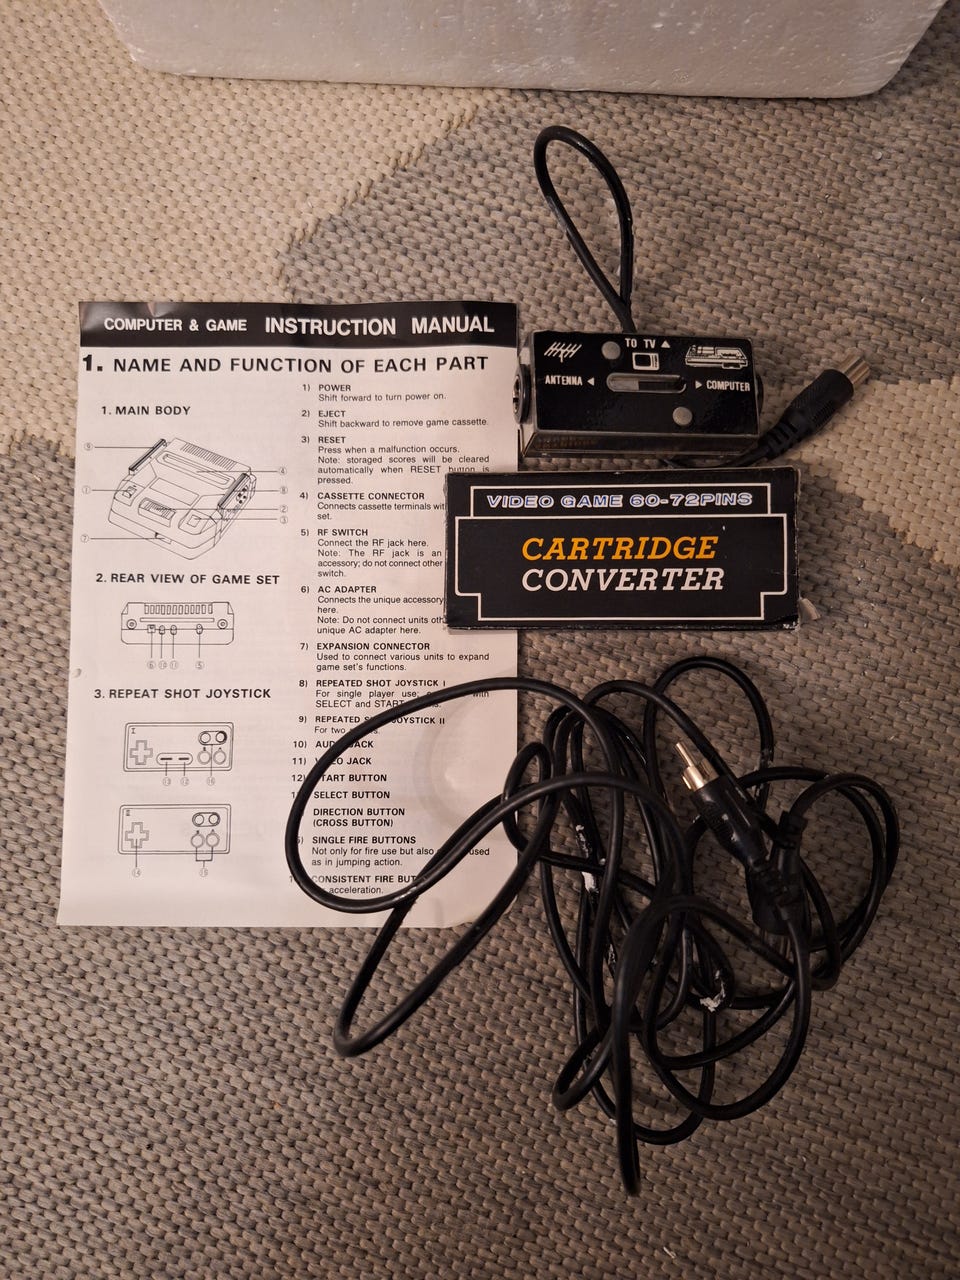 COMPUTER & GAME INSTRUCTION MANUAL
1. NAME AND FUNCTION OF EACH PART
1. MAIN BODY
2. REAR VIEW OF GAME SET
3. REPEAT SHOT JOYSTICK
1) POWER
Shift forward to turn power on.
2) EJECT
Shift backward to remove game cassette.
3) RESET
Press when a malfunction occurs.
Note: storaged scores will be cleared
automatically when RESET button is
pressed.
4) CASSETTE CONNECTOR
Connects cassette terminals
set.
5) RF SWITCH
Connect the RF jack here.
Note: The RF jack is an
accessory; do not connect other
switch.
6) AC ADAPTER
Connects the unique accessory
here.
Note: Do not connect units
unique AC adapter here.
7) EXPANSION CONNECTOR
Used to connect various units to expand
game set's functions.
8) REPEATED SHOT JOYSTICK I
For single player use; with
SELECT and START
9) REPEATED JOYSTICK II
For two
10) JACK
11) JACK
12) START BUTTON
SELECT BUTTON
DIRECTION BUTTON
(CROSS BUTTON)
SINGLE FIRE BUTTONS
Not only for fire use but also used
as in jumping action.
CONSISTENT FIRE
acceleration.
TO TV
ANTENNA
COMPUTER
VIDEO GAME 60-72PINS
CARTRIDGE
CONVERTER